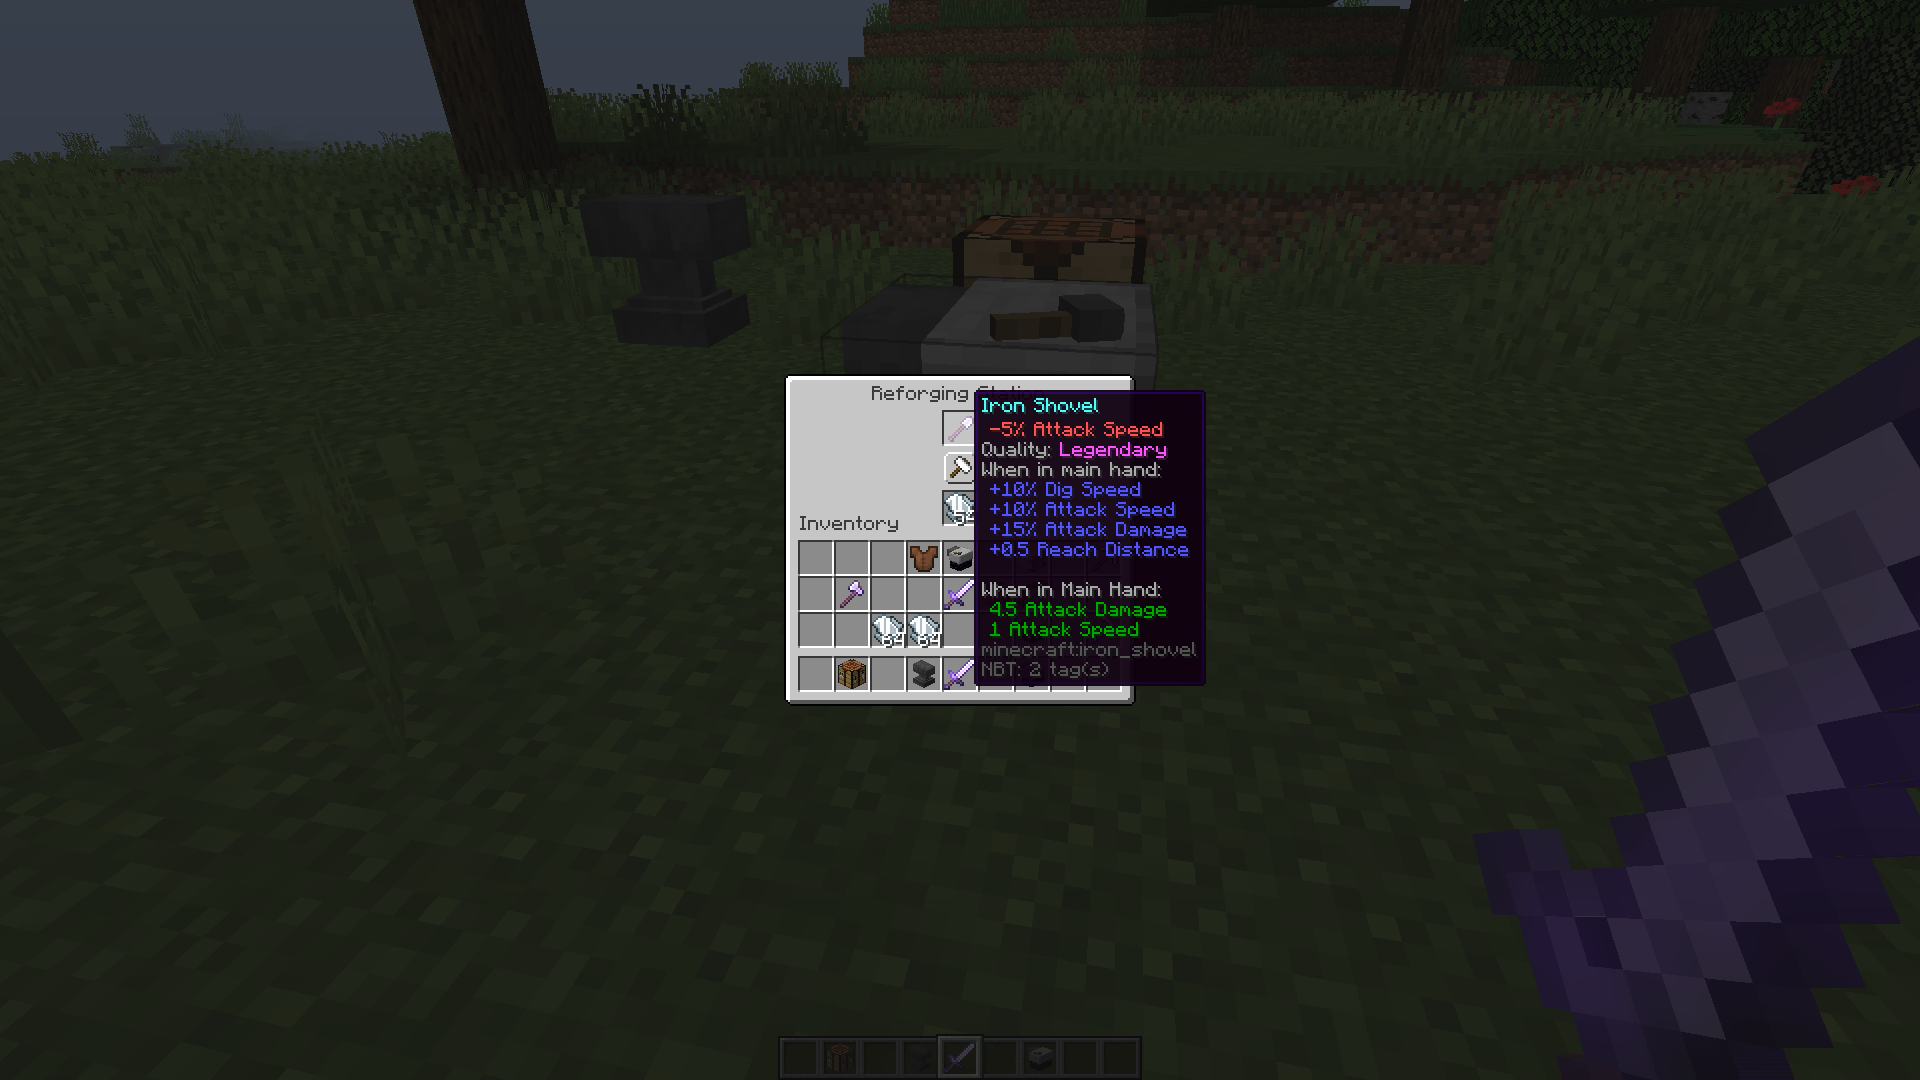 Reforging
Iron Shovel
-5% Attack Speed
Quality: Legendary
When in main hand:
+10% Dig Speed
+10% Attack Speed
+15% Attack Damage
+0.5 Reach Distance
When in Main Hand:
4.5 Attack Damage
1 Attack Speed
minecraft:iron_shovel
NBT: 2 tag(s)
Inventory